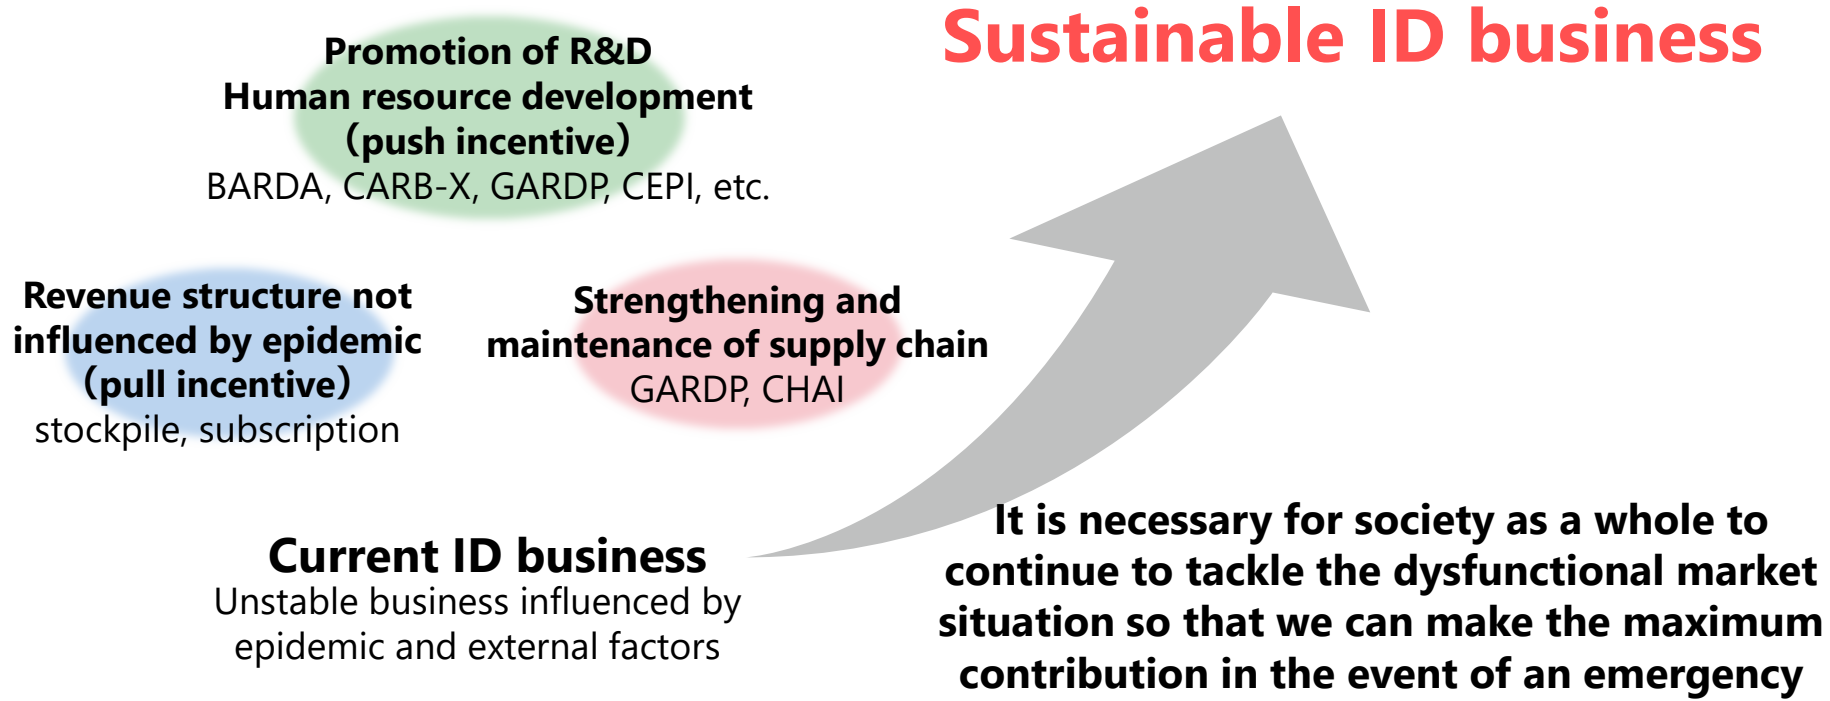 Sustainable ID business
Promotion of R&D
Human resource development
（push incentive）
BARDA, CARB-X, GARDP, CEPI, etc.
Revenue structure not
influenced by epidemic
（pull incentive）
stockpile, subscription
Strengthening and
maintenance of supply chain
GARDP, CHAI
Current ID business
Unstable business influenced by
epidemic and external factors
It is necessary for society as a whole to
continue to tackle the dysfunctional market
situation so that we can make the maximum
contribution in the event of an emergency